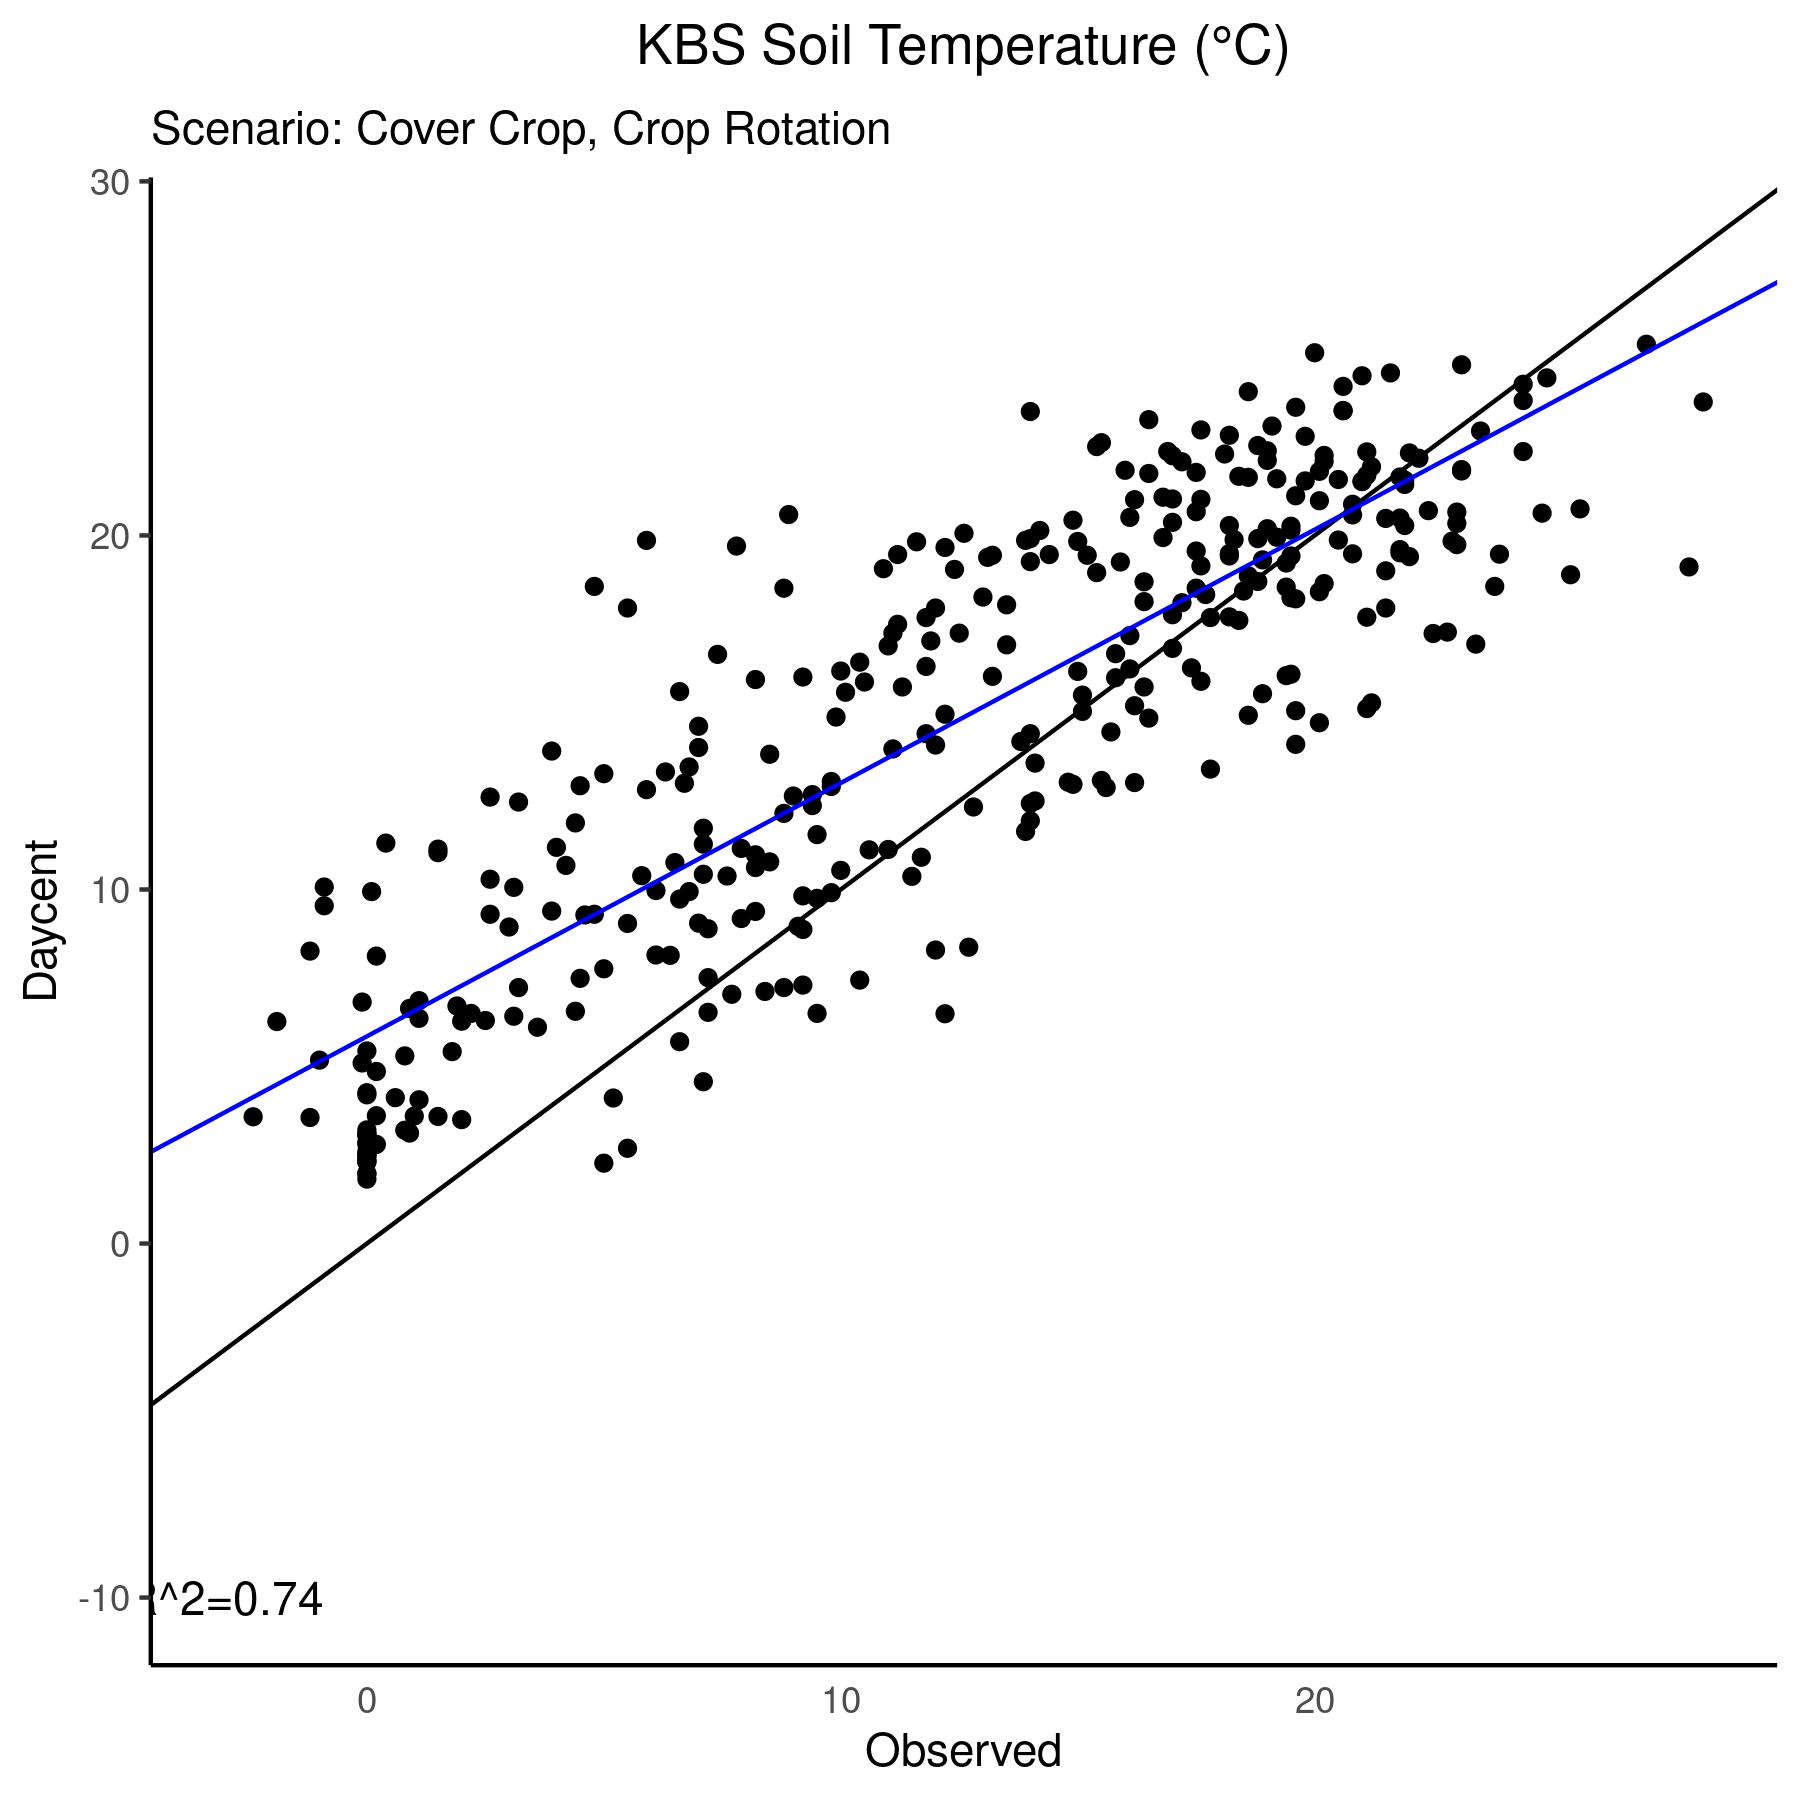 KBS Soil Temperature (°C)
Scenario: Cover Crop, Crop Rotation
30
20
10
0
-10
^2=0.74
0
10
20
Daycent
Observed